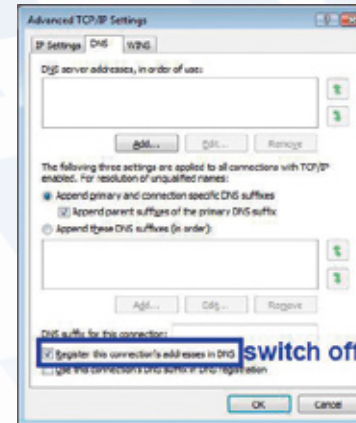 Advanced TCP/IP Settings
IP Settings DNS WINS
DNS server addresses, in order of use:
Add... Edit... Remove
The following three settings are applied to all connections with TCP/IP
enabled. For resolution of unqualified names:
Append primary and connection specific DNS suffixes
Append parent suffixes of the primary DNS suffix
Append these DNS suffixes (in order):
Add... Edit... Remove
DNS suffix for this connection:
Register this connection's addresses in DNS switch off
Use this connection's DNS suffix in DNS registration
OK Cancel